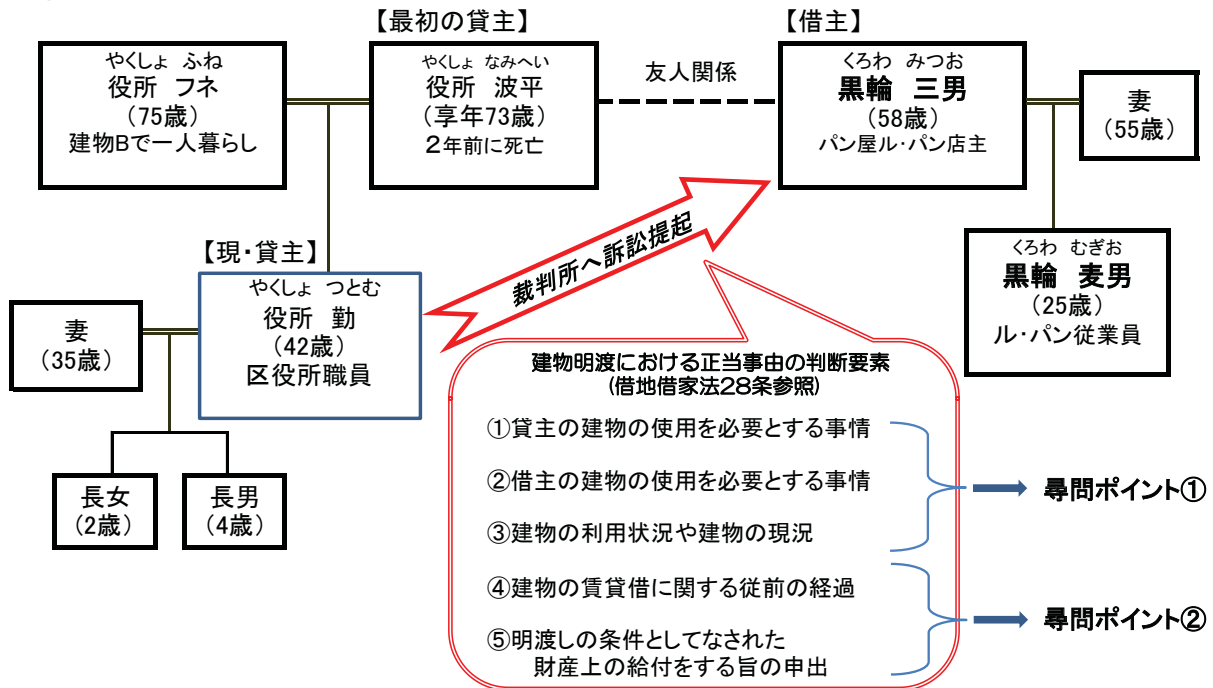 【最初の貸主】
【借主】
やくしょ ふね
役所 フネ
(75歳)
建物Bで一人暮らし
やくしょ なみへい
役所 波平
(享年73歳)
2年前に死亡
友人関係
くろわ みつお
黒輪 三男
(58歳)
パン屋ル・パン店主
妻
(55歳)
【現・貸主】
裁判所へ訴訟提起
やくしょ つとむ
役所 勤
(42歳)
区役所職員
妻
(35歳)
くろわ むぎお
黒輪 麦男
(25歳)
ル・パン従業員
長女
(2歳)
長男
(4歳)
建物明渡における正当事由の判断要素
(借地借家法28条参照)
①貸主の建物の使用を必要とする事情
②借主の建物の使用を必要とする事情
③建物の利用状況や建物の現況
尋問ポイント①
④建物の賃貸借に関する従前の経過
⑤明渡しの条件としてなされた
財産上の給付をする旨の申出
尋問ポイント②